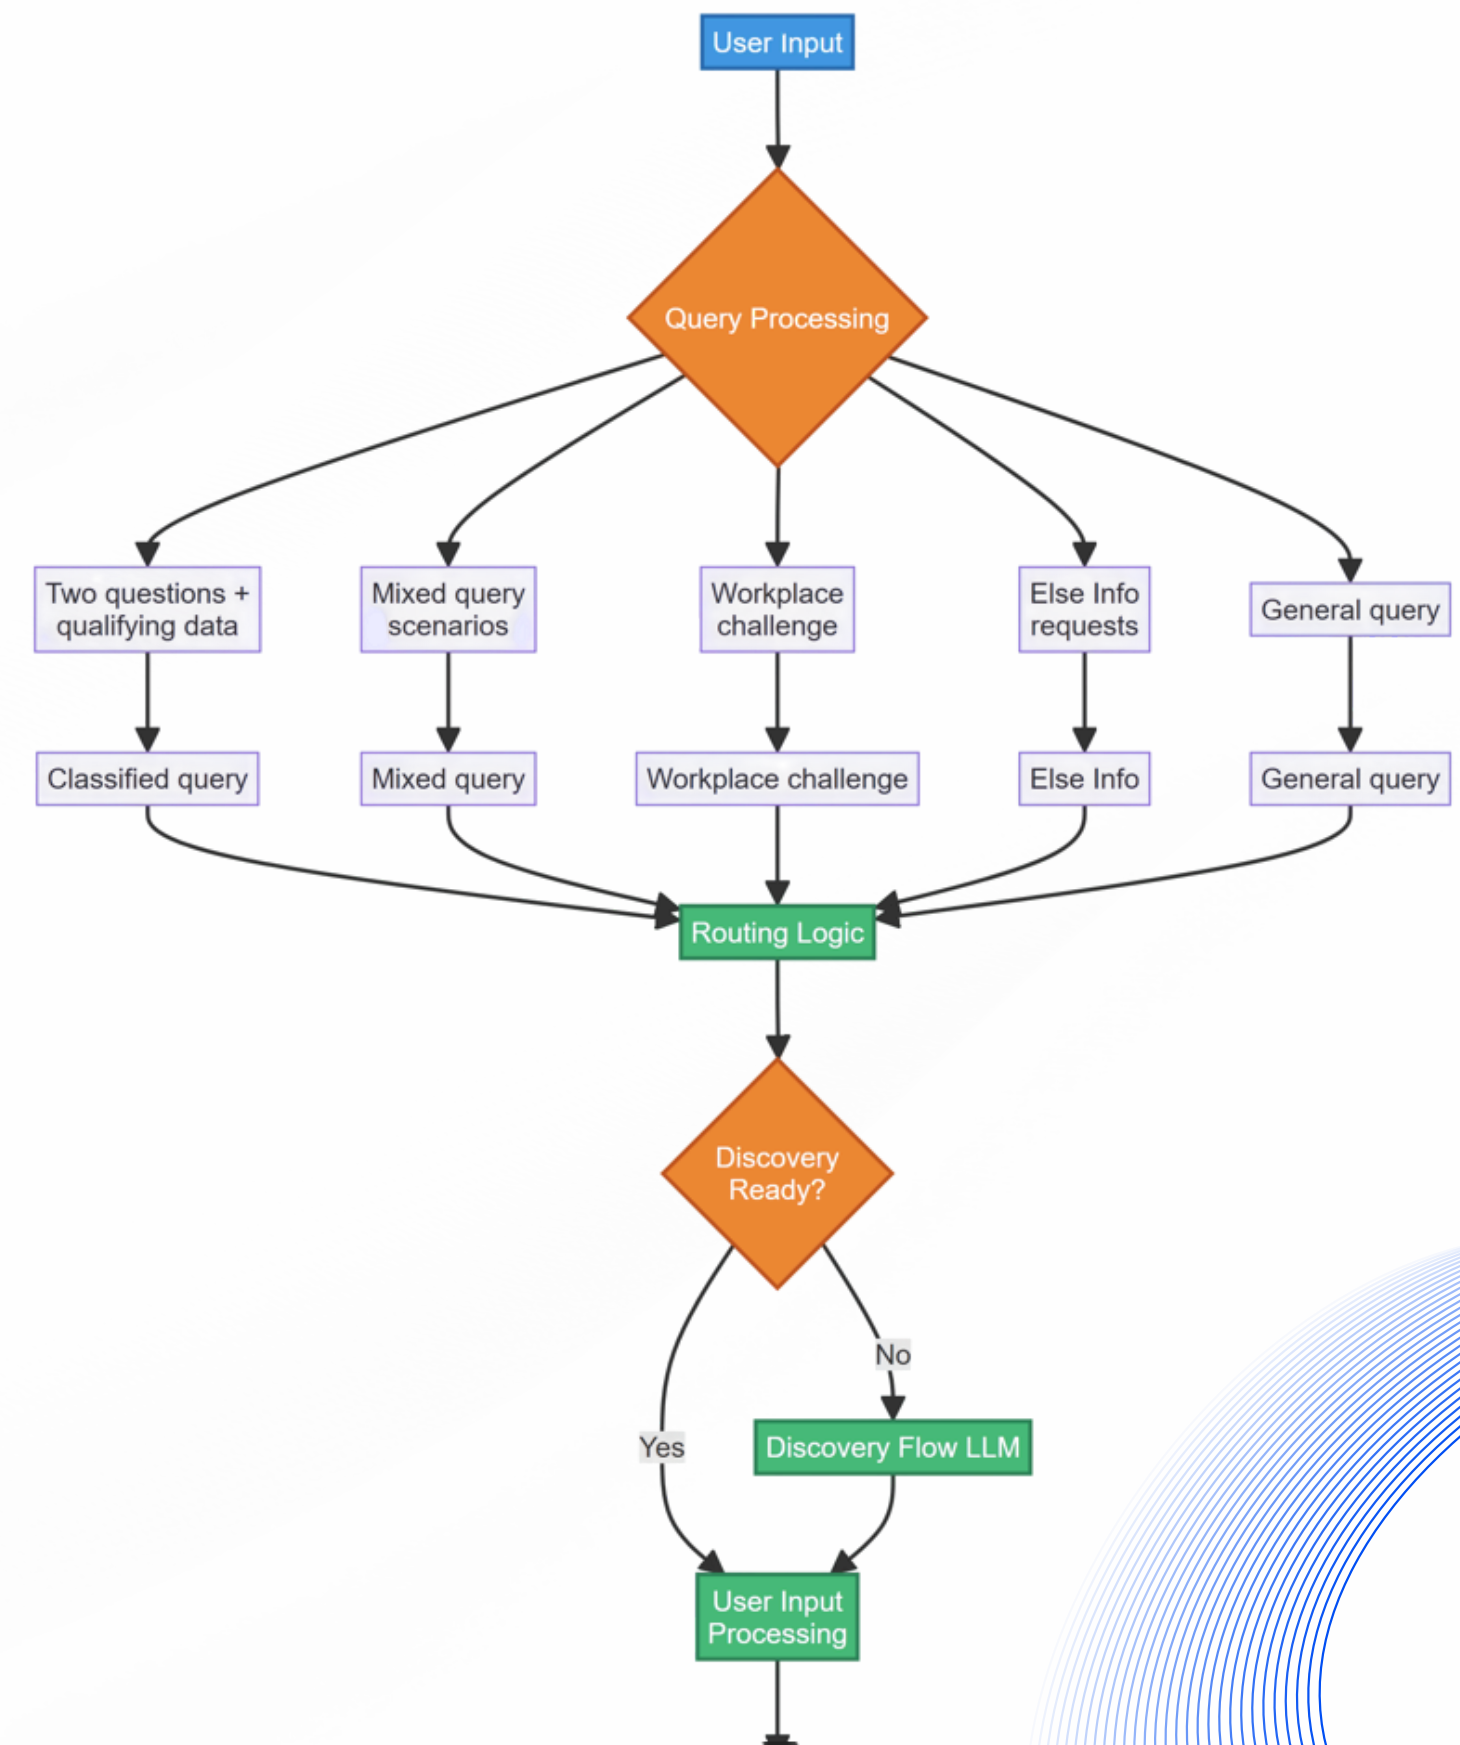 User Input
Query Processing
Two questions +
qualifying data
Mixed query
scenarios
Workplace
challenge
Else Info
requests
General query
Classified query
Mixed query
Workplace challenge
Else Info
General query
Routing Logic
Discovery
Ready?
No
Yes
Discovery Flow LLM
User Input
Processing